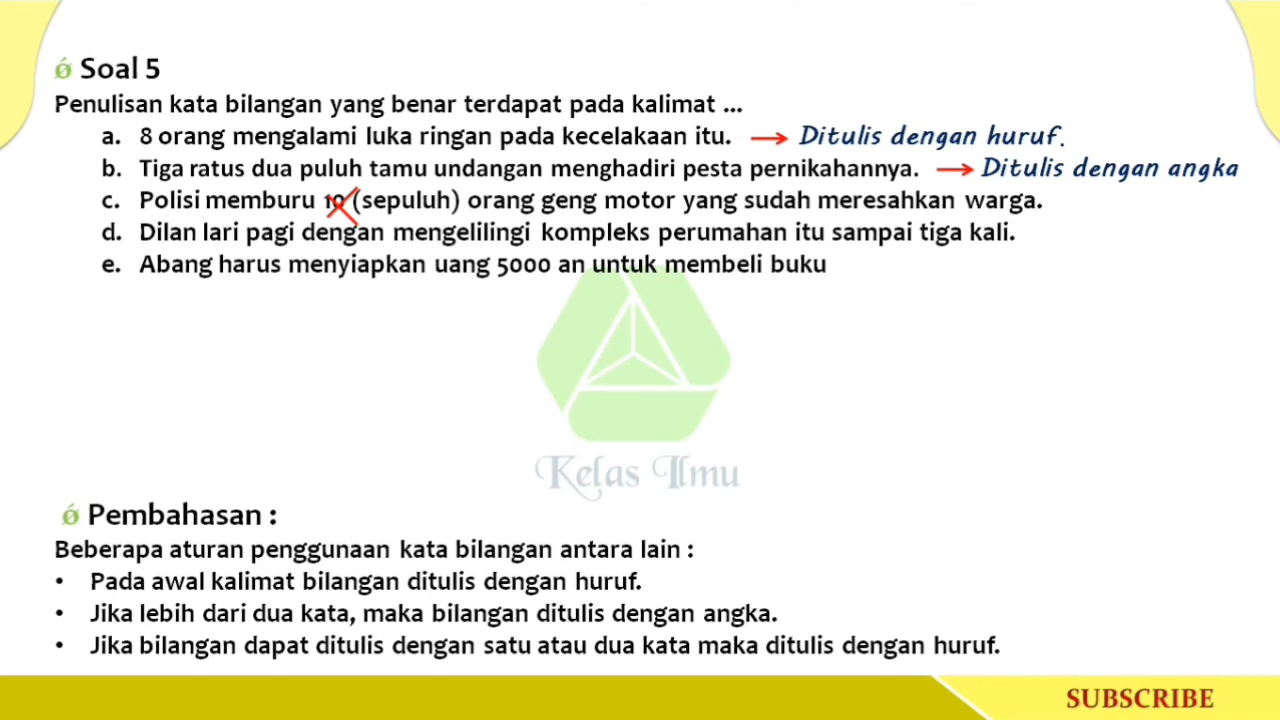 ǿ Soal 5
Penulisan kata bilangan yang benar terdapat pada kalimat ...
a. 8 orang mengalami luka ringan pada kecelakaan itu. → Ditulis dengan huruf.
b. Tiga ratus dua puluh tamu undangan menghadiri pesta pernikahannya. → Ditulis dengan angka
c. Polisi memburu 10 (sepuluh) orang geng motor yang sudah meresahkan warga.
d. Dilan lari pagi dengan mengelilingi kompleks perumahan itu sampai tiga kali.
e. Abang harus menyiapkan uang 5000 an untuk membeli buku
Kelas Ilmu
ǿ Pembahasan :
Beberapa aturan penggunaan kata bilangan antara lain :
• Pada awal kalimat bilangan ditulis dengan huruf.
• Jika lebih dari dua kata, maka bilangan ditulis dengan angka.
• Jika bilangan dapat ditulis dengan satu atau dua kata maka ditulis dengan huruf.
SUBSCRIBE